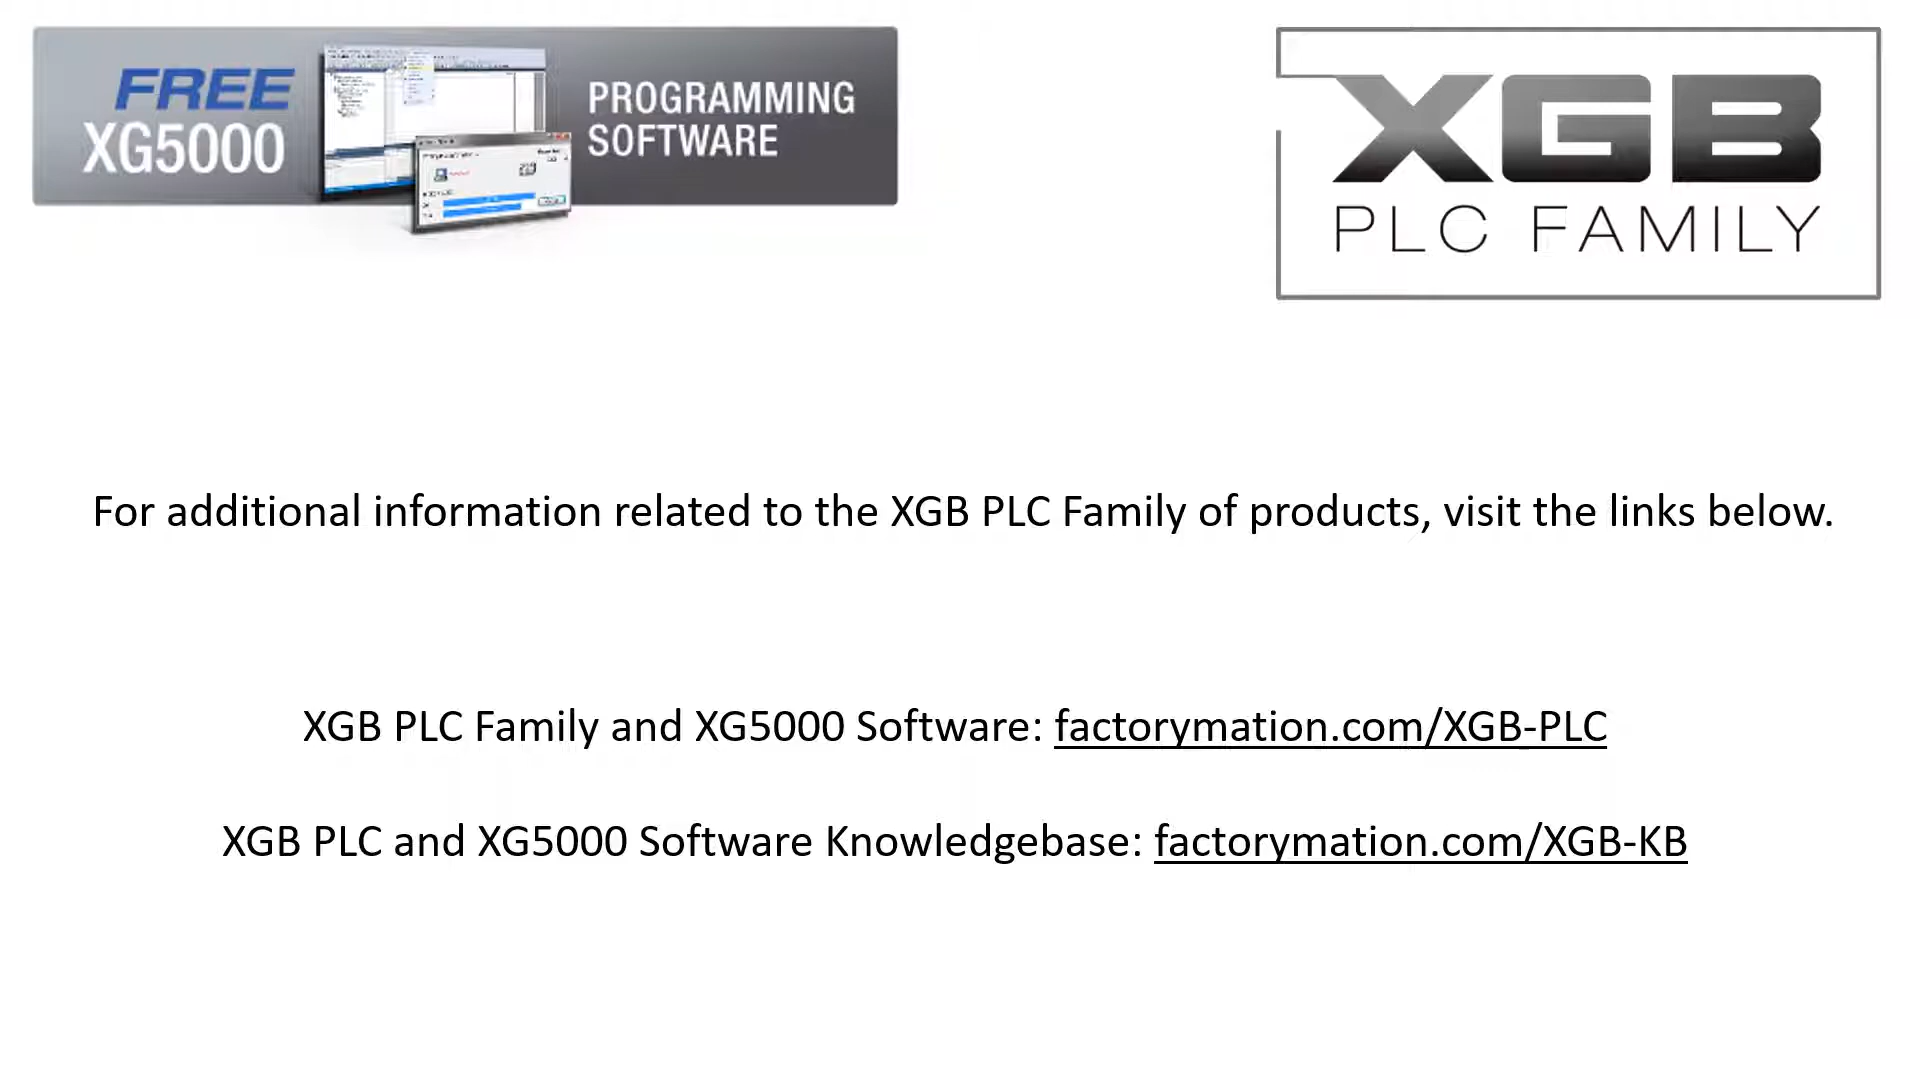 FREE
XG5000
PROGRAMMING
SOFTWARE
XGB
PLC FAMILY
For additional information related to the XGB PLC Family of products, visit the links below.
XGB PLC Family and XG5000 Software: factorymation.com/XGB-PLC
XGB PLC and XG5000 Software Knowledgebase: factorymation.com/XGB-KB